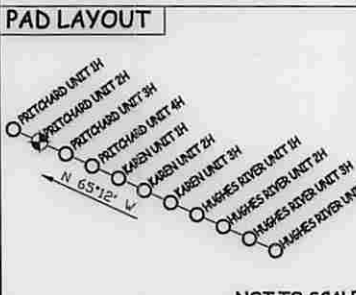 PAD LAYOUT
PRITCHARD UNIT 1H
PRITCHARD UNIT 2H
PRITCHARD UNIT 3H
PRITCHARD UNIT 4H
KAREN UNIT 1H
KAREN UNIT 2H
KAREN UNIT 3H
HUGHES RIVER UNIT 1H
HUGHES RIVER UNIT 2H
HUGHES RIVER UNIT 3H
HUGHES RIVER UNI
N 65°12' W
NOT TO SCALE